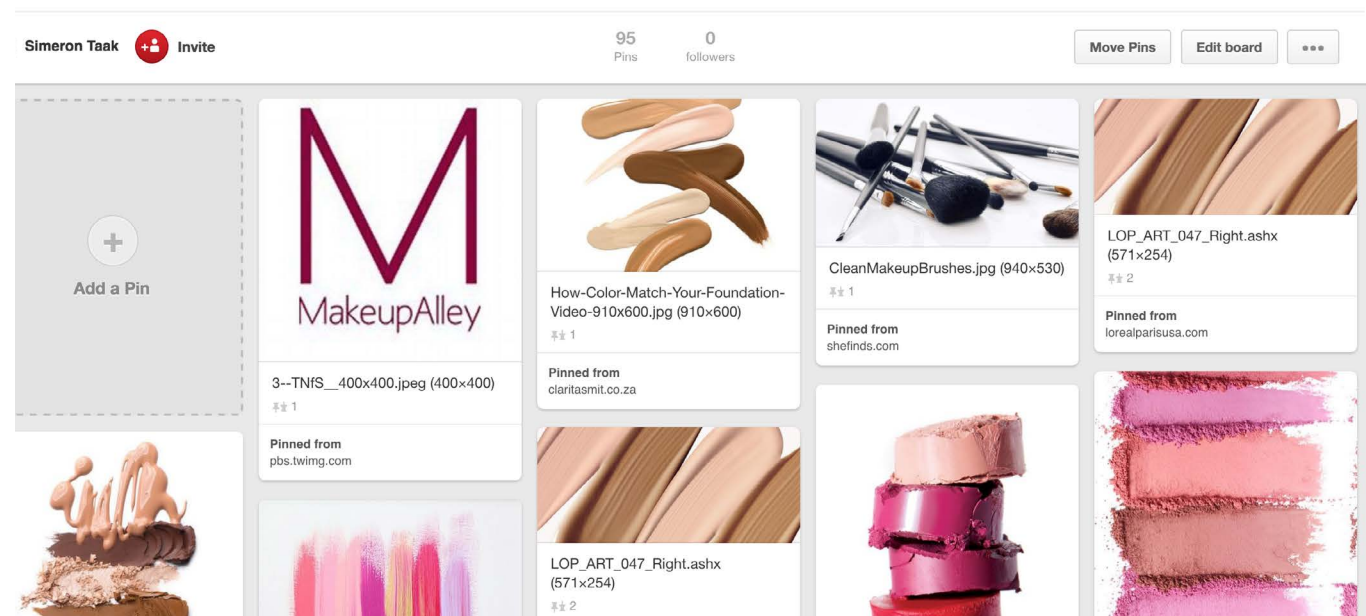 Simeron Taak
Invite
95
Pins
0
followers
Move Pins
Edit board
Add a Pin
M
MakeupAlley
3--TNfS__400x400.jpeg (400×400)
1
Pinned from
pbs.twimg.com
How-Color-Match-Your-Foundation-
Video-910x600.jpg (910×600)
1
Pinned from
claritasmit.co.za
LOP_ART_047_Right.ashx
(571×254)
2
CleanMakeupBrushes.jpg (940×530)
1
Pinned from
shefinds.com
LOP_ART_047_Right.ashx
(571×254)
2
Pinned from
lorealparisusa.com